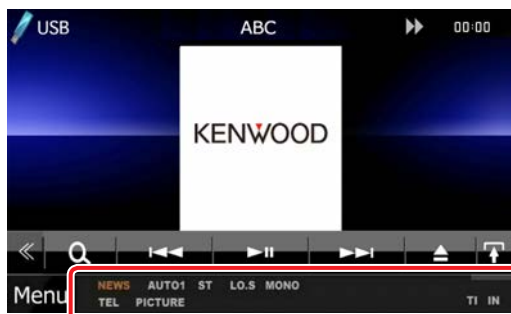 USB ABC 00:00
KENWOOD
Menu
NEWS AUTO1 ST LO.S MONO
TEL PICTURE TI IN